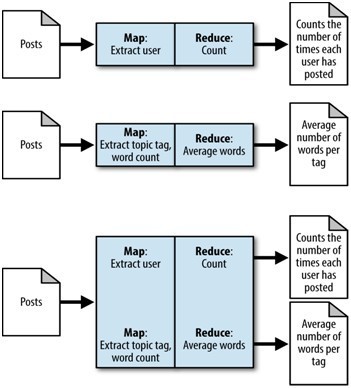 Posts
Map:
Extract user
Reduce:
Count
Counts the
number of
times each
user has
posted
Posts
Map:
Extract topic tag,
word count
Reduce:
Average words
Average
number of
words per
tag
Posts
Map:
Extract user
Reduce:
Count
Counts the
number of
times each
user has
posted
Map:
Extract topic tag,
word count
Reduce:
Average words
Average
number of
words per
tag